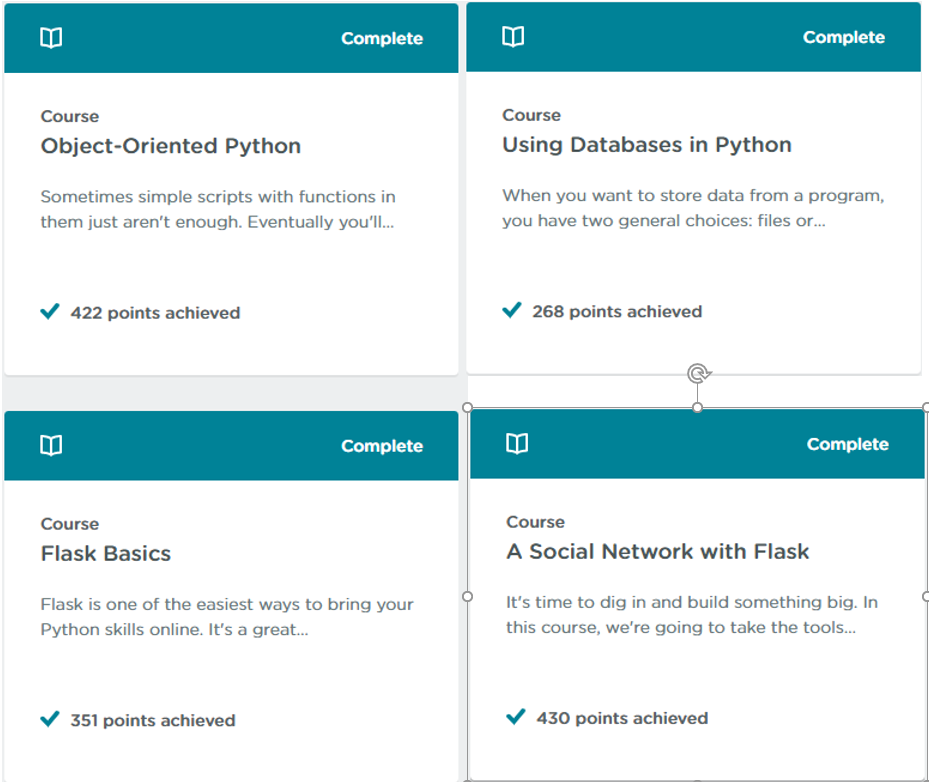 Complete
Course
Object-Oriented Python
Sometimes simple scripts with functions in
them just aren't enough. Eventually you'll...
422 points achieved
Complete
Course
Using Databases in Python
When you want to store data from a program,
you have two general choices: files or...
268 points achieved
Complete
Course
Flask Basics
Flask is one of the easiest ways to bring your
Python skills online. It's a great...
351 points achieved
Complete
Course
A Social Network with Flask
It's time to dig in and build something big. In
this course, we're going to take the tools...
430 points achieved